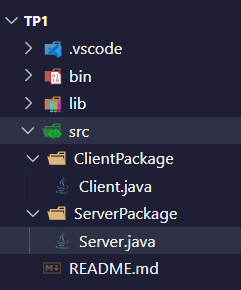 TP1
.vscode
bin
lib
src
ClientPackage
Client.java
ServerPackage
Server.java
README.md